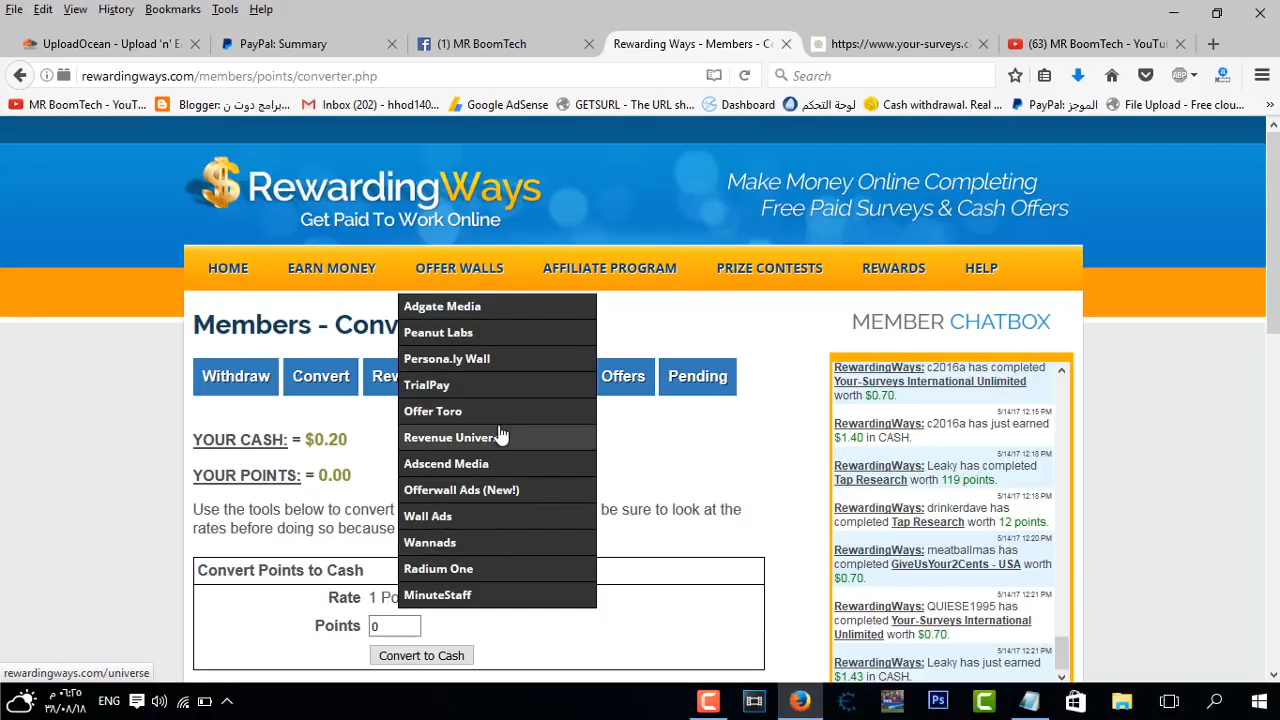 File Edit View History Bookmarks Tools Help
UploadOcean - Upload 'n' E
PayPal: Summary
(1) MR BoomTech
Rewarding Ways - Members - Co
https://www.your-surveys.c
(63) MR BoomTech - YouTu
rewardingways.com/members/points/converter.php
Search
MR BoomTech - YouT...
Blogger: برامج دوت ن...
Inbox (202) - hhod140...
Google AdSense
GETSURL - The URL sh...
Dashboard
لوحة التحكم
Cash withdrawal. Real ...
PayPal: الموجز
File Upload - Free clou...
RewardingWays
Get Paid To Work Online
Make Money Online Completing
Free Paid Surveys & Cash Offers
HOME EARN MONEY OFFER WALLS AFFILIATE PROGRAM PRIZE CONTESTS REWARDS HELP
Members - Conv
Withdraw Convert Rew Offers Pending
Adgate Media
Peanut Labs
Persona.ly Wall
TrialPay
Offer Toro
Revenue Univers
Adscend Media
Offerwall Ads (New!)
Wall Ads
Wannads
Radium One
MinuteStaff
YOUR CASH: = $0.20
YOUR POINTS: = 0.00
Use the tools below to convert be sure to look at the
rates before doing so because
Convert Points to Cash
Rate 1 Po
Points 0
Convert to Cash
MEMBER CHATBOX
RewardingWays: c2016a has completed
Your-Surveys International Unlimited
worth $0.70.
5/14/17 12:15 PM
RewardingWays: c2016a has just earned
$1.40 in CASH.
5/14/17 12:18 PM
RewardingWays: Leaky has completed
Tap Research worth 119 points.
5/14/17 12:18 PM
RewardingWays: drinkerdave has
completed Tap Research worth 12 points.
5/14/17 12:20 PM
RewardingWays: meatballmas has
completed GiveUsYour2Cents - USA worth
$0.70.
5/14/17 12:21 PM
RewardingWays: QUIESE1995 has
completed Your-Surveys International
Unlimited worth $0.70.
5/14/17 12:21 PM
RewardingWays: Leaky has just earned
$1.43 in CASH.
rewardingways.com/universe
ENG